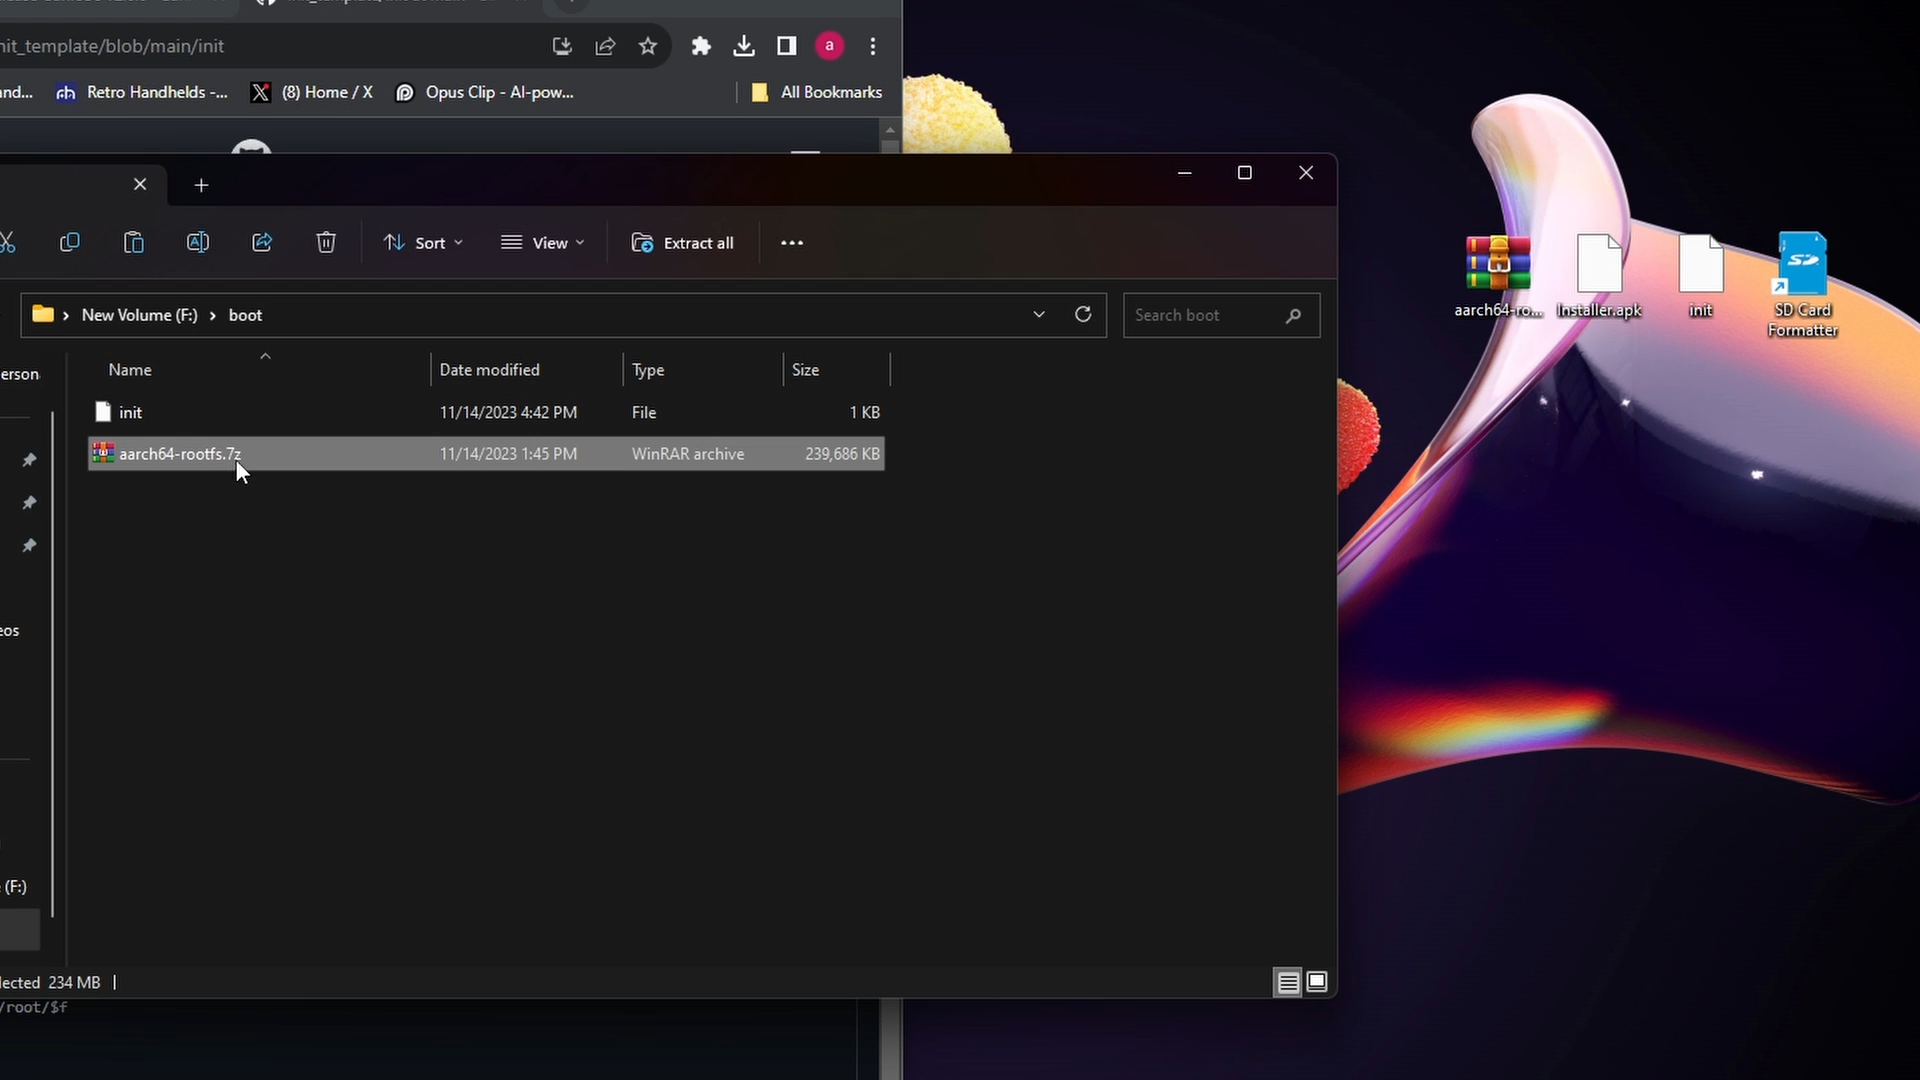 nit_template/blob/main/init
a
nd...
Retro Handhelds -...
(8) Home / X
Opus Clip - AI-pow...
All Bookmarks
Sort
View
Extract all
New Volume (F:)
boot
Search boot
erson
Name
Date modified
Type
Size
init
11/14/2023 4:42 PM
File
1 KB
aarch64-rootfs.7z
11/14/2023 1:45 PM
WinRAR archive
239,686 KB
eos
(F:)
lected 234 MB
/root/$f
aarch64-ro...
Installer.apk
init
SD
SD Card
Formatter